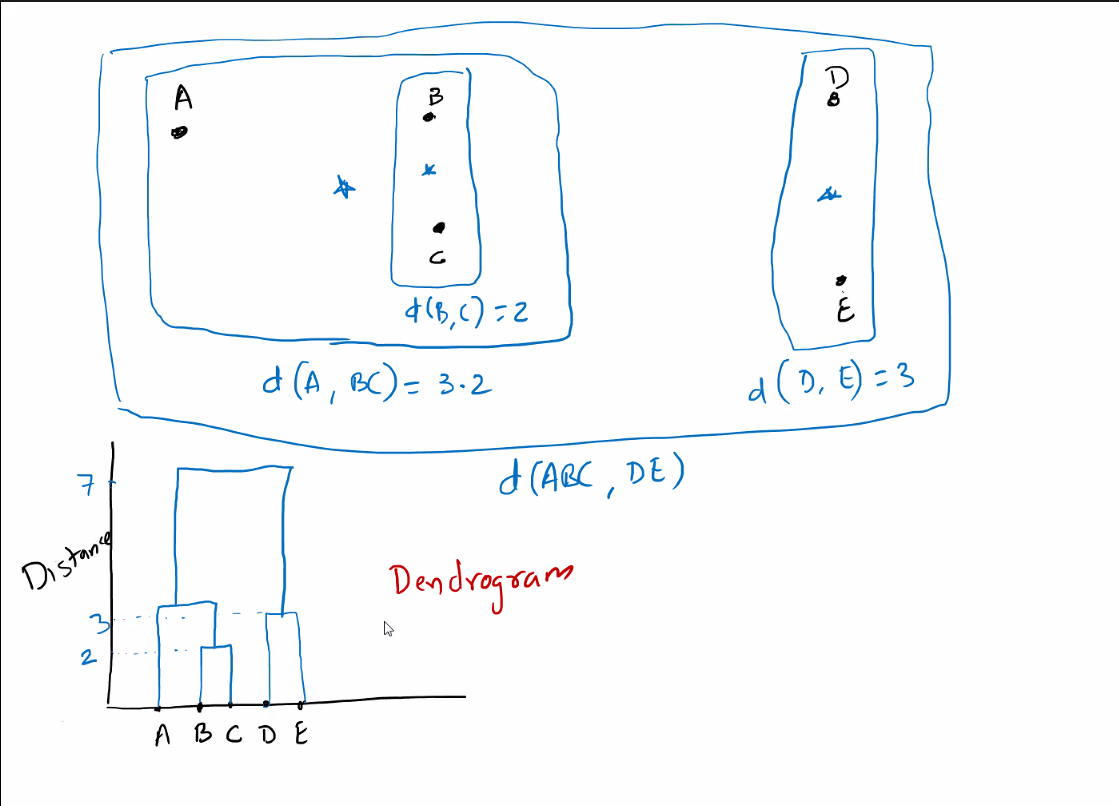 A
B
D
C
E
d(B,C) = 2
d(A, BC) = 3.2
d(D, E) = 3
d(ABC, DE)
7
Distance
Dendrogram
3
2
A B C D E